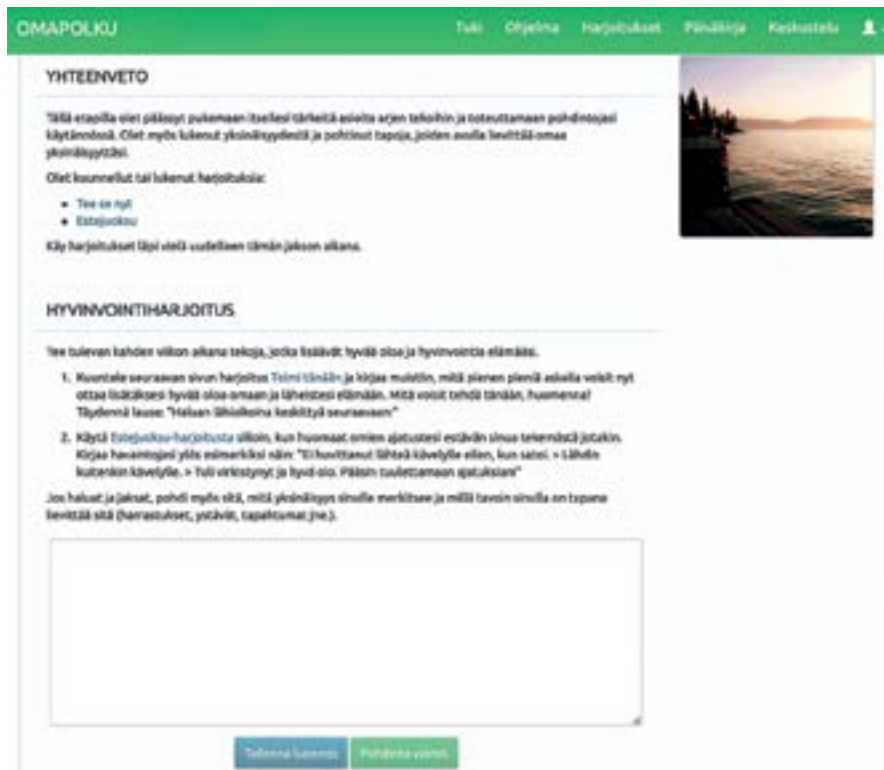 OMAPOLKU
Tuki Ohjelma Harjoitukset Päiväkirja Keskustelu
YHTEENVETO
Tällä etapilla olet päässyt pukemaan itsellesi tärkeitä asioita arjen tekoihin ja toteuttamaan pohdintojasi
käytännössä. Olet myös lukenut yksinäisyydestä ja pohtinut tapoja, joiden avulla lievittää omaa
yksinäisyyttäsi.
Olet kuunnellut tai lukenut harjoituksia:
• Tee se nyt
• Estejuoksu
Käy harjoitukset läpi vielä uudelleen tämän jakson aikana.
HYVINVOINTIHARJOITUS
Tee tulevan kahden viikon aikana tekoja, jotka lisäävät hyvää oloa ja hyvinvointia elämääsi.
1. Kuuntele seuraavan sivun harjoitus Toimi tänään ja kirjaa muistiin, mitä pienen pieniä askelia voisit nyt
ottaa lisätäksesi hyvää oloa omaan ja läheistesi elämään. Mitä voisit tehdä tänään, huomenna?
Täydennä lause: "Haluan lähiaikoina keskittyä seuraavaan:"
2. Käytä Estejuoksu-harjoitusta silloin, kun huomaat omien ajatustesi estävän sinua tekemästä jotakin.
Kirjaa havaintojasi ylös esimerkiksi näin: "Ei huvittanut lähteä kävelylle eilen, kun satoi. > Lähdin
kuitenkin kävelylle. > Tuli virkistynyt ja hyvä olo. Pääsin tuulettamaan ajatuksiani"
Jos haluat ja jaksat, pohdi myös sitä, mitä yksinäisyys sinulle merkitsee ja millä tavoin sinulla on tapana
lievittää sitä (harrastukset, ystävät, tapahtumat jne.).
Tallenna luonnos Pohdinta valmis